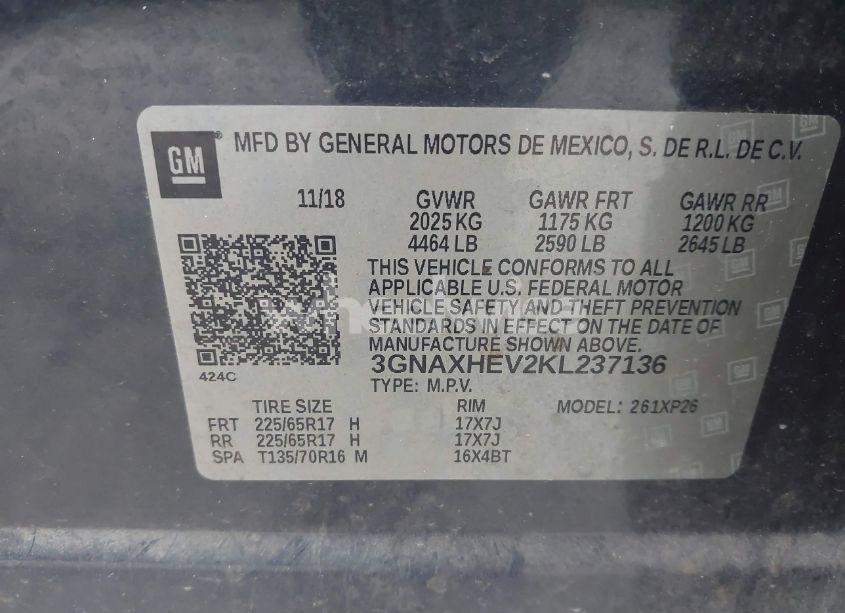 GM ® MFD BY GENERAL MOTORS DE MEXICO, S. DE R.L. DE C.V.
11/18 GVWR GAWR FRT GAWR RR
2025 KG 1175 KG 1200 KG
4464 LB 2590 LB 2645 LB
THIS VEHICLE CONFORMS TO ALL
APPLICABLE U.S. FEDERAL MOTOR
VEHICLE SAFETY AND THEFT PREVENTION
STANDARDS IN EFFECT ON THE DATE OF
MANUFACTURE SHOWN ABOVE.
424C 3GNAXHEV2KL237136
TYPE: M.P.V.
TIRE SIZE RIM MODEL: 261XP26
FRT 225/65R17 H 17X7J
RR 225/65R17 H 17X7J
SPA T135/70R16 M 16X4BT